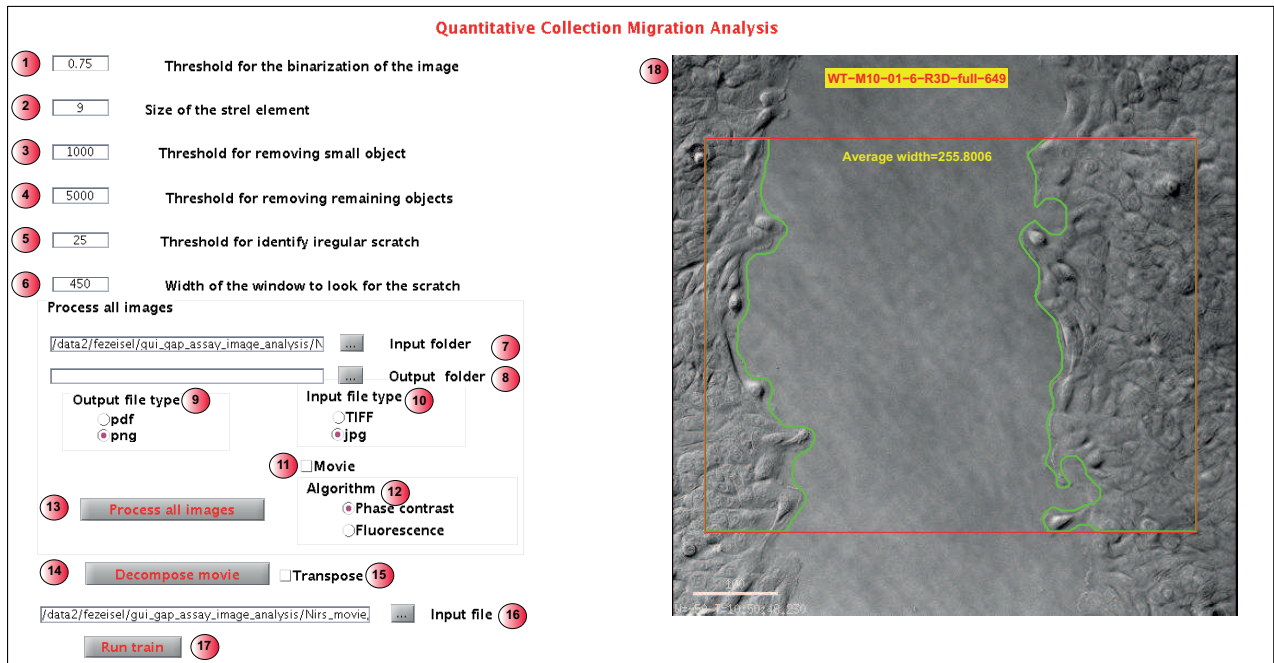 Quantitative Collection Migration Analysis
1 0.75 Threshold for the binarization of the image
2 9 Size of the strel element
3 1000 Threshold for removing small object
4 5000 Threshold for removing remaining objects
5 25 Threshold for identify iregular scratch
6 450 Width of the window to look for the scratch
Process all images
/data2/fezeisel/gui_gap_assay_image_analysis/N ... Input folder 7
... Output folder 8
Output file type 9
pdf
png
Input file type 10
TIFF
jpg
11 Movie
Algorithm 12
Phase contrast
Fluorescence
13 Process all images
14 Decompose movie Transpose 15
/data2/fezeisel/gui_gap_assay_image_analysis/Nirs_movie, ... Input file 16
Run train 17
18
WT-M10-01-6-R3D-full-649
Average width=255.8006